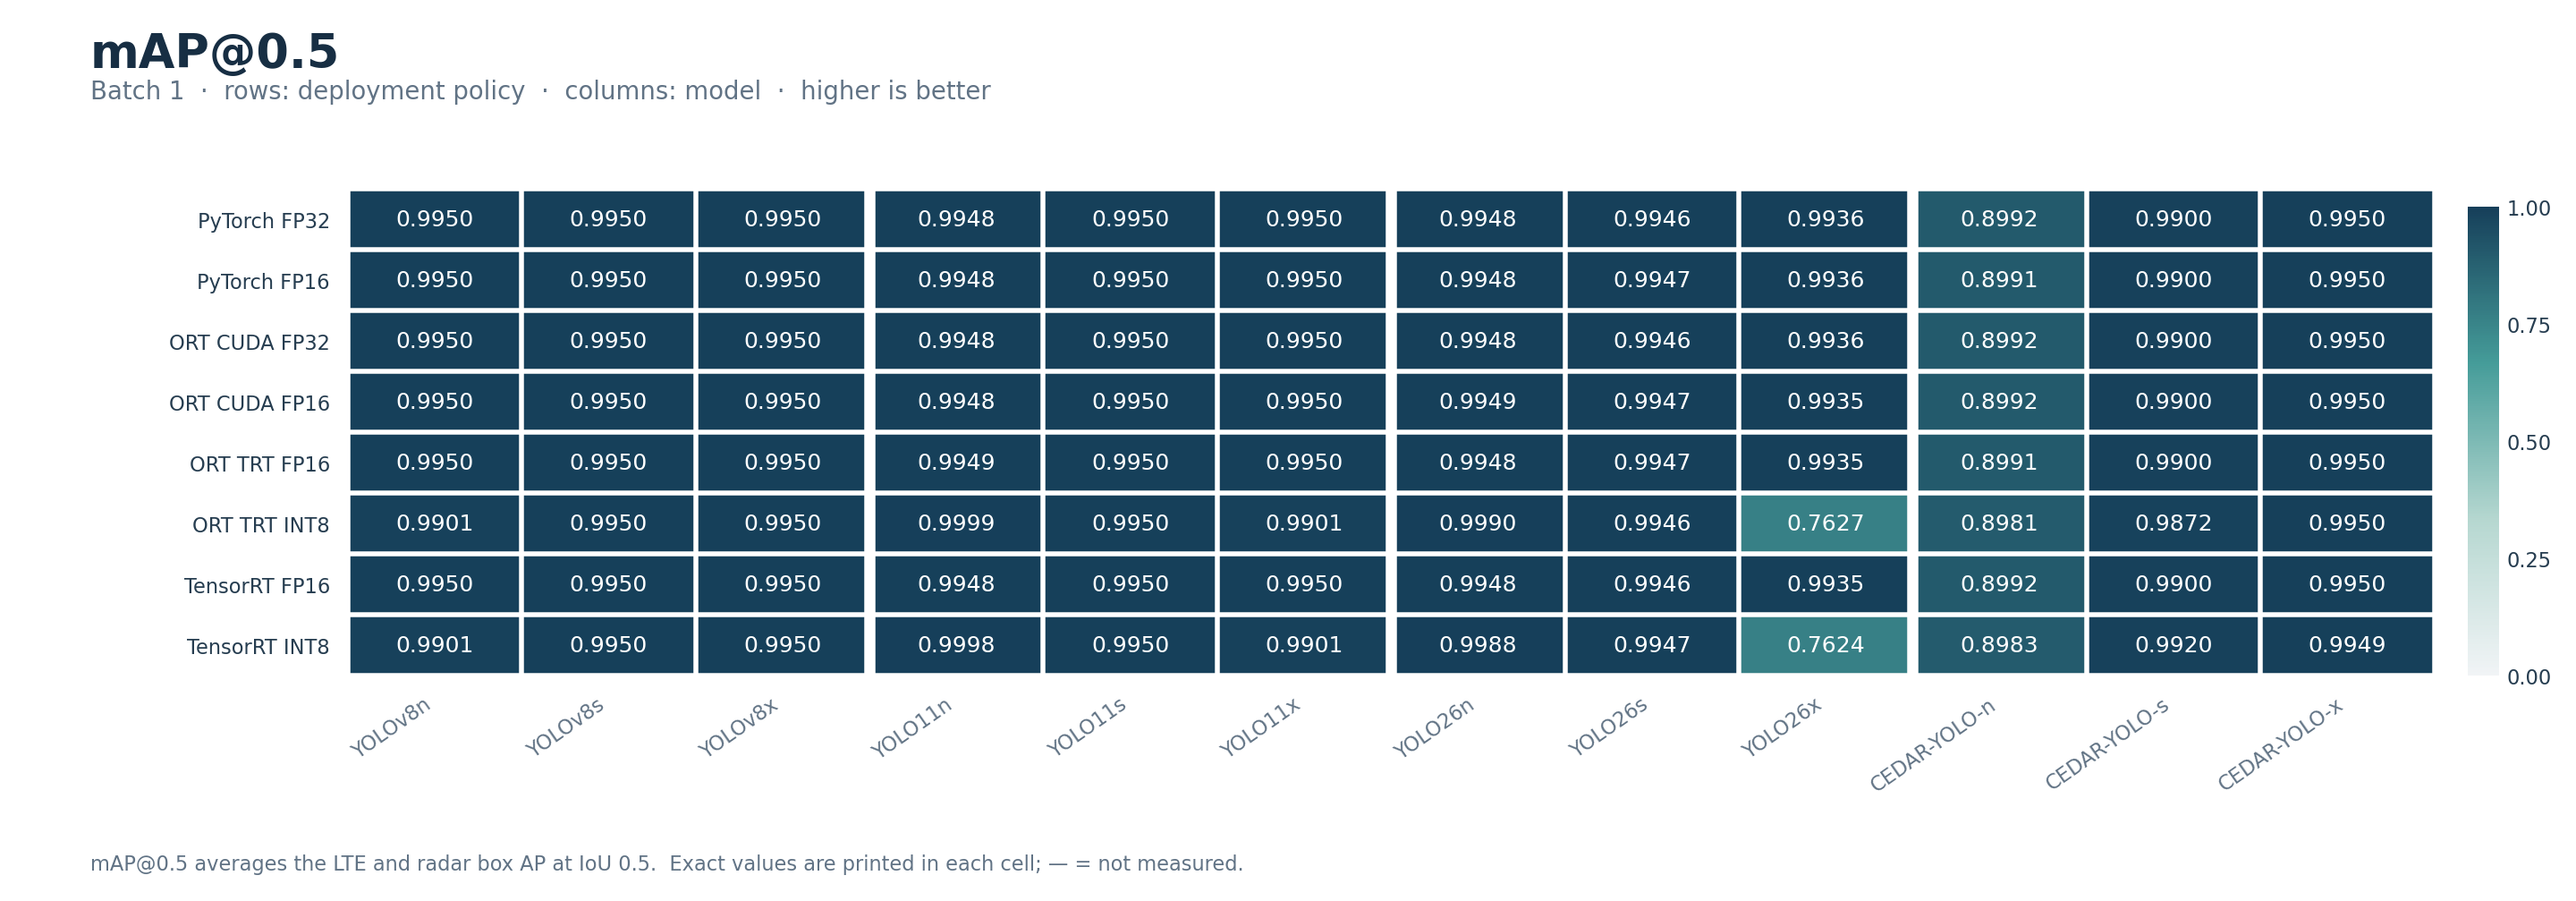 mAP@0.5
Batch 1 · rows: deployment policy · columns: model · higher is better
PyTorch FP32 0.9950 0.9950 0.9950 0.9948 0.9950 0.9950 0.9948 0.9946 0.9936 0.8992 0.9900 0.9950
PyTorch FP16 0.9950 0.9950 0.9950 0.9948 0.9950 0.9950 0.9948 0.9947 0.9936 0.8991 0.9900 0.9950
ORT CUDA FP32 0.9950 0.9950 0.9950 0.9948 0.9950 0.9950 0.9948 0.9946 0.9936 0.8992 0.9900 0.9950
ORT CUDA FP16 0.9950 0.9950 0.9950 0.9948 0.9950 0.9950 0.9949 0.9947 0.9935 0.8992 0.9900 0.9950
ORT TRT FP16 0.9950 0.9950 0.9950 0.9949 0.9950 0.9950 0.9948 0.9947 0.9935 0.8991 0.9900 0.9950
ORT TRT INT8 0.9901 0.9950 0.9950 0.9999 0.9950 0.9901 0.9990 0.9946 0.7627 0.8981 0.9872 0.9950
TensorRT FP16 0.9950 0.9950 0.9950 0.9948 0.9950 0.9950 0.9948 0.9946 0.9935 0.8992 0.9900 0.9950
TensorRT INT8 0.9901 0.9950 0.9950 0.9998 0.9950 0.9901 0.9988 0.9947 0.7624 0.8983 0.9920 0.9949
YOLOv8n YOLOv8s YOLOv8x YOLO11n YOLO11s YOLO11x YOLO26n YOLO26s YOLO26x CEDAR-YOLO-n CEDAR-YOLO-s CEDAR-YOLO-x
1.00
0.75
0.50
0.25
0.00
mAP@0.5 averages the LTE and radar box AP at IoU 0.5. Exact values are printed in each cell; — = not measured.